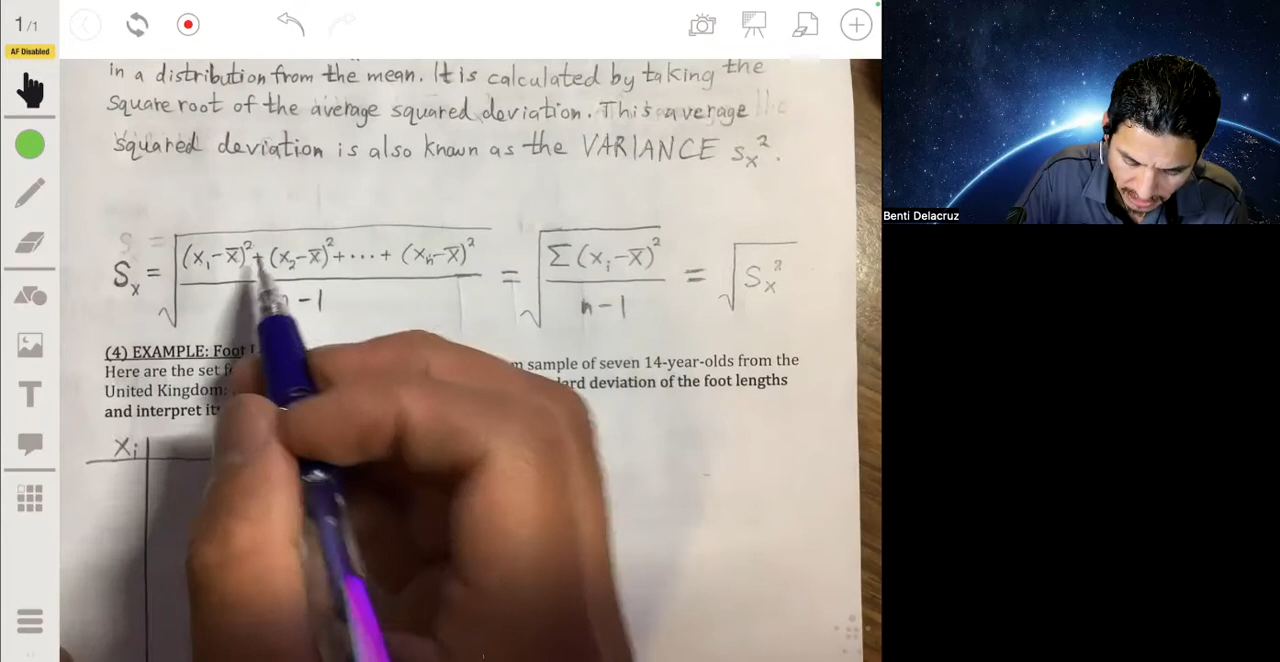 1/1
AF Disabled
T
in a distribution from the mean. It is calculated by taking the
square root of the average squared deviation. This average
squared deviation is also known as the VARIANCE Sx².
Sx = √((x₁-x̄)²+(x₂-x̄)²+···+(xₙ-x̄)² / n-1) = √(Σ(xᵢ-x̄)² / n-1) = √Sx²
(4) EXAMPLE: Foot
Here are the set sample of seven 14-year-olds from the
United Kingdom: deviation of the foot lengths
and interpret
xᵢ
Benti Delacruz